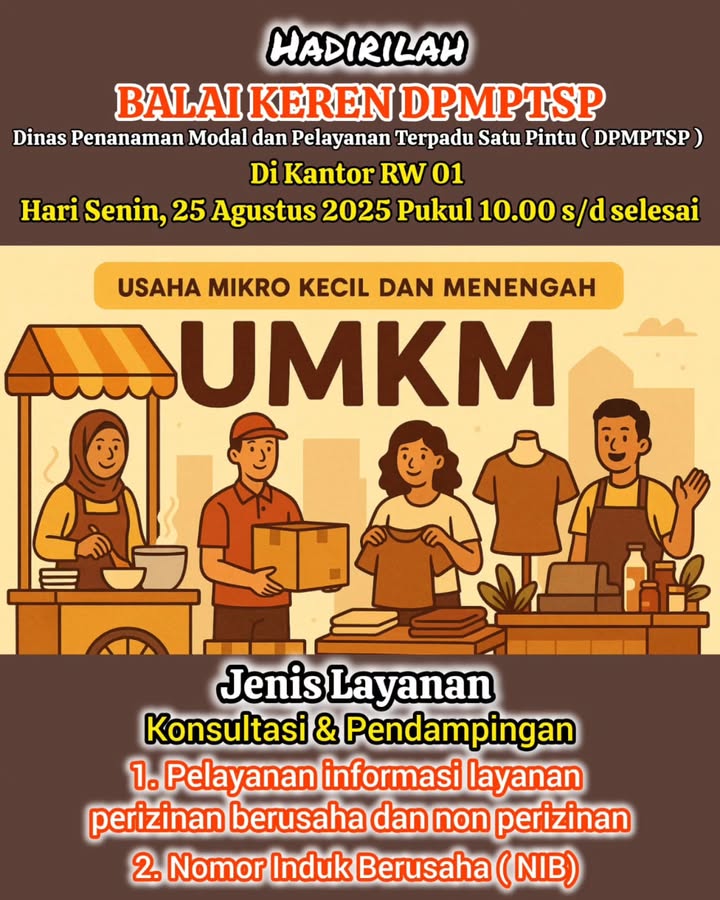 HADIRILAH
BALAI KEREN DPMPTSP
Dinas Penanaman Modal dan Pelayanan Terpadu Satu Pintu ( DPMPTSP )
Di Kantor RW 01
Hari Senin, 25 Agustus 2025 Pukul 10.00 s/d selesai
USAHA MIKRO KECIL DAN MENENGAH
UMKM
Jenis Layanan
Konsultasi & Pendampingan
1. Pelayanan informasi layanan
perizinan berusaha dan non perizinan
2. Nomor Induk Berusaha ( NIB)